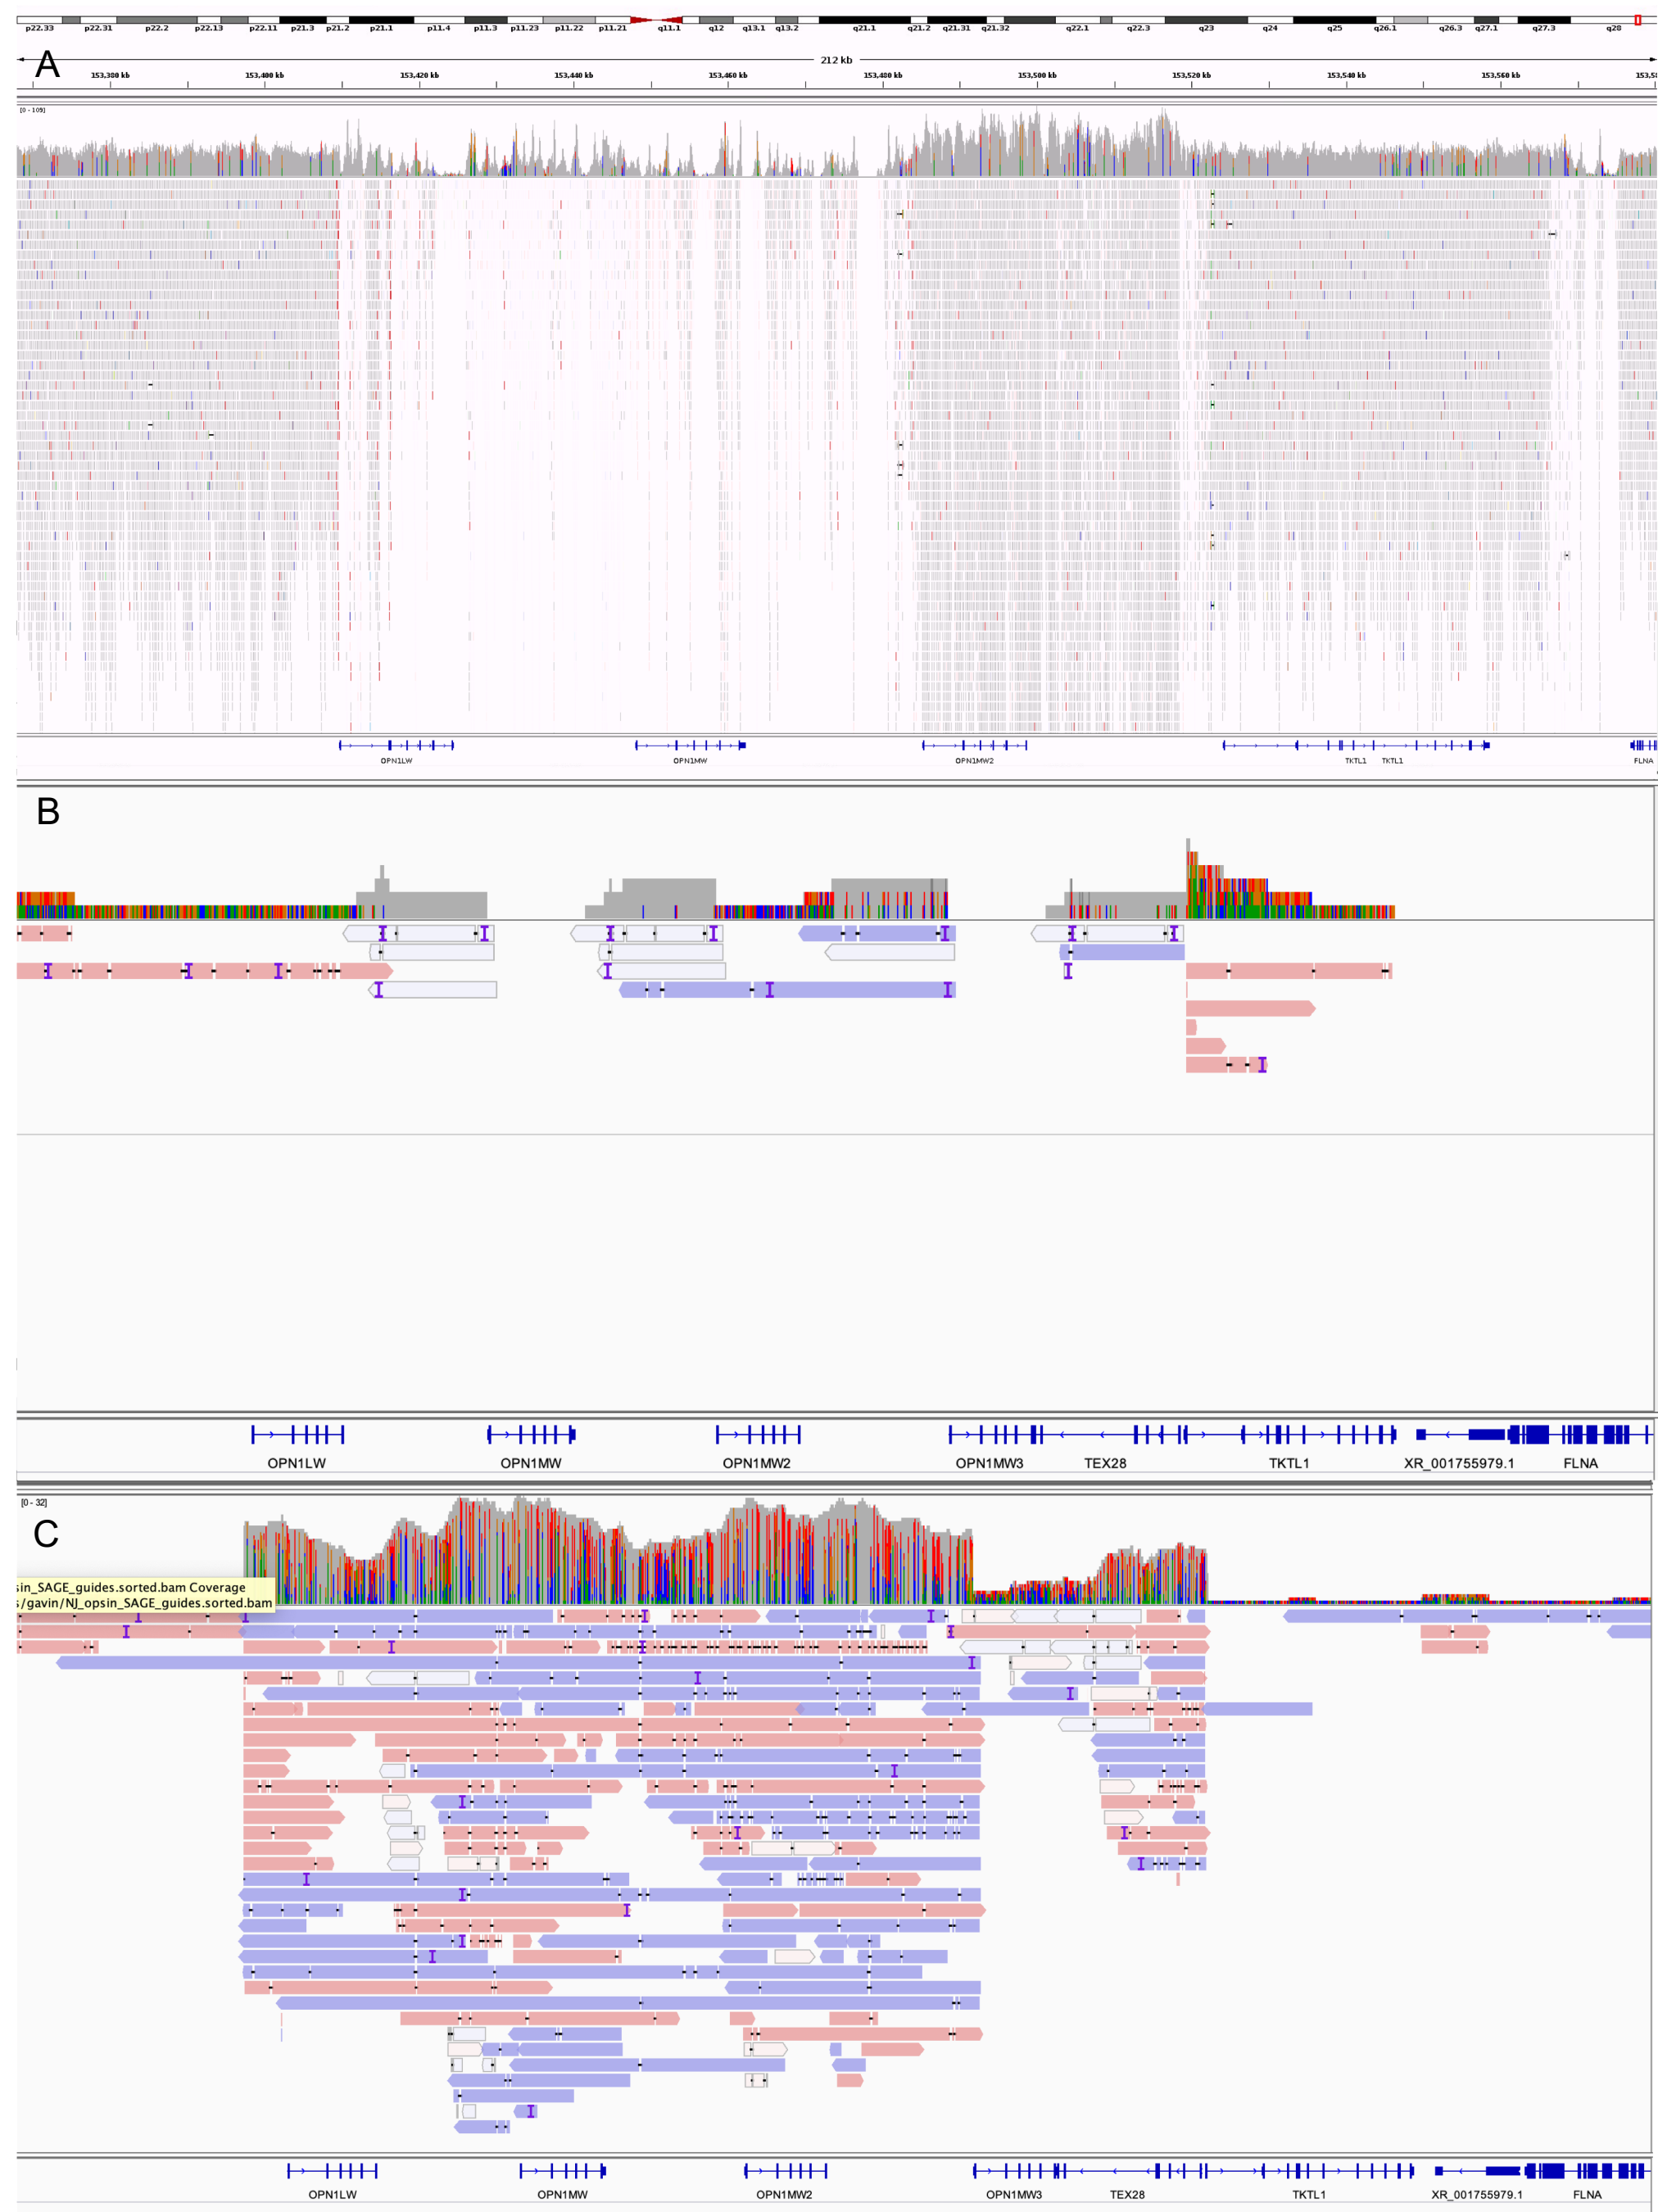 p22.33 p22.31 p22.2 p22.13 p22.11 p21.3 p21.2 p21.1 p11.4 p11.3 p11.23 p11.22 p11.21 q11.1 q12 q13.1 q13.2 q21.1 q21.2 q21.31 q21.32 q22.1 q22.3 q23 q24 q25 q26.1 q26.3 q27.1 q27.3 q28
A
212 kb
153,380 kb 153,400 kb 153,420 kb 153,440 kb 153,460 kb 153,480 kb 153,500 kb 153,520 kb 153,540 kb 153,560 kb 153,5
[0 - 109]
OPN1LW OPN1MW OPN1MW2 TKTL1 TKTL1 FLNA
B
OPN1LW OPN1MW OPN1MW2 OPN1MW3 TEX28 TKTL1 XR_001755979.1 FLNA
[0 - 32]
C
sin_SAGE_guides.sorted.bam Coverage
s/gavin/NJ_opsin_SAGE_guides.sorted.bam
OPN1LW OPN1MW OPN1MW2 OPN1MW3 TEX28 TKTL1 XR_001755979.1 FLNA